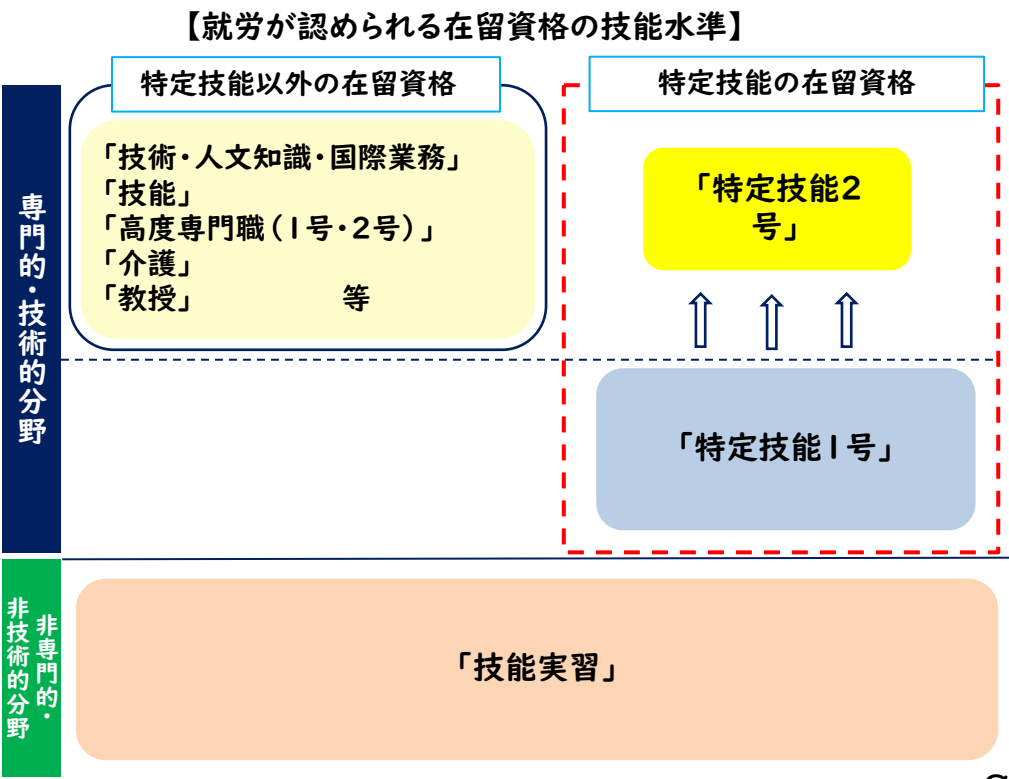 【就労が認められる在留資格の技能水準】
特定技能以外の在留資格
特定技能の在留資格
専門的・技術的分野
「技術・人文知識・国際業務」
「技能」
「高度専門職(1号・2号)」
「介護」
「教授」 等
「特定技能2
号」
「特定技能1号」
非専門的・
非技術的分野
「技能実習」